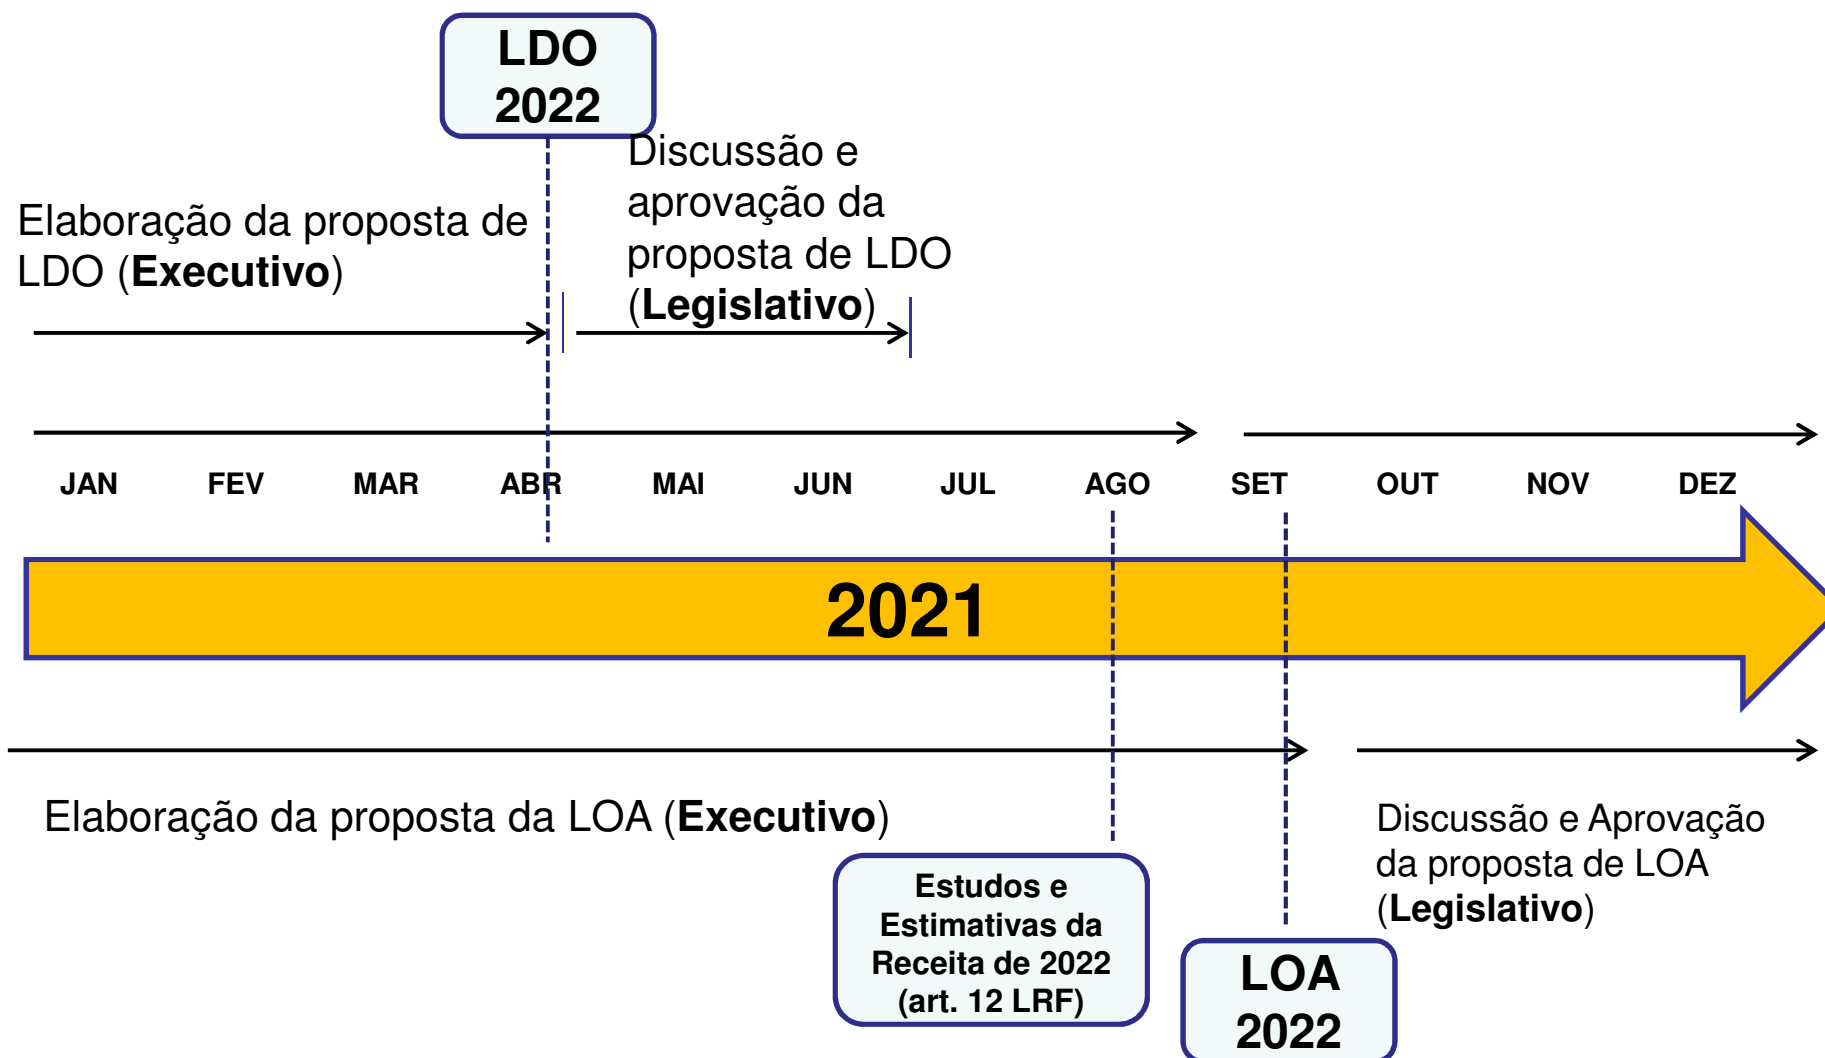 LDO
2022
Discussão e
aprovação da
proposta de LDO
(Legislativo)
Elaboração da proposta de
LDO (Executivo)
JAN FEV MAR ABR MAI JUN JUL AGO SET OUT NOV DEZ
2021
Elaboração da proposta da LOA (Executivo)
Discussão e Aprovação
da proposta de LOA
(Legislativo)
Estudos e
Estimativas da
Receita de 2022
(art. 12 LRF)
LOA
2022